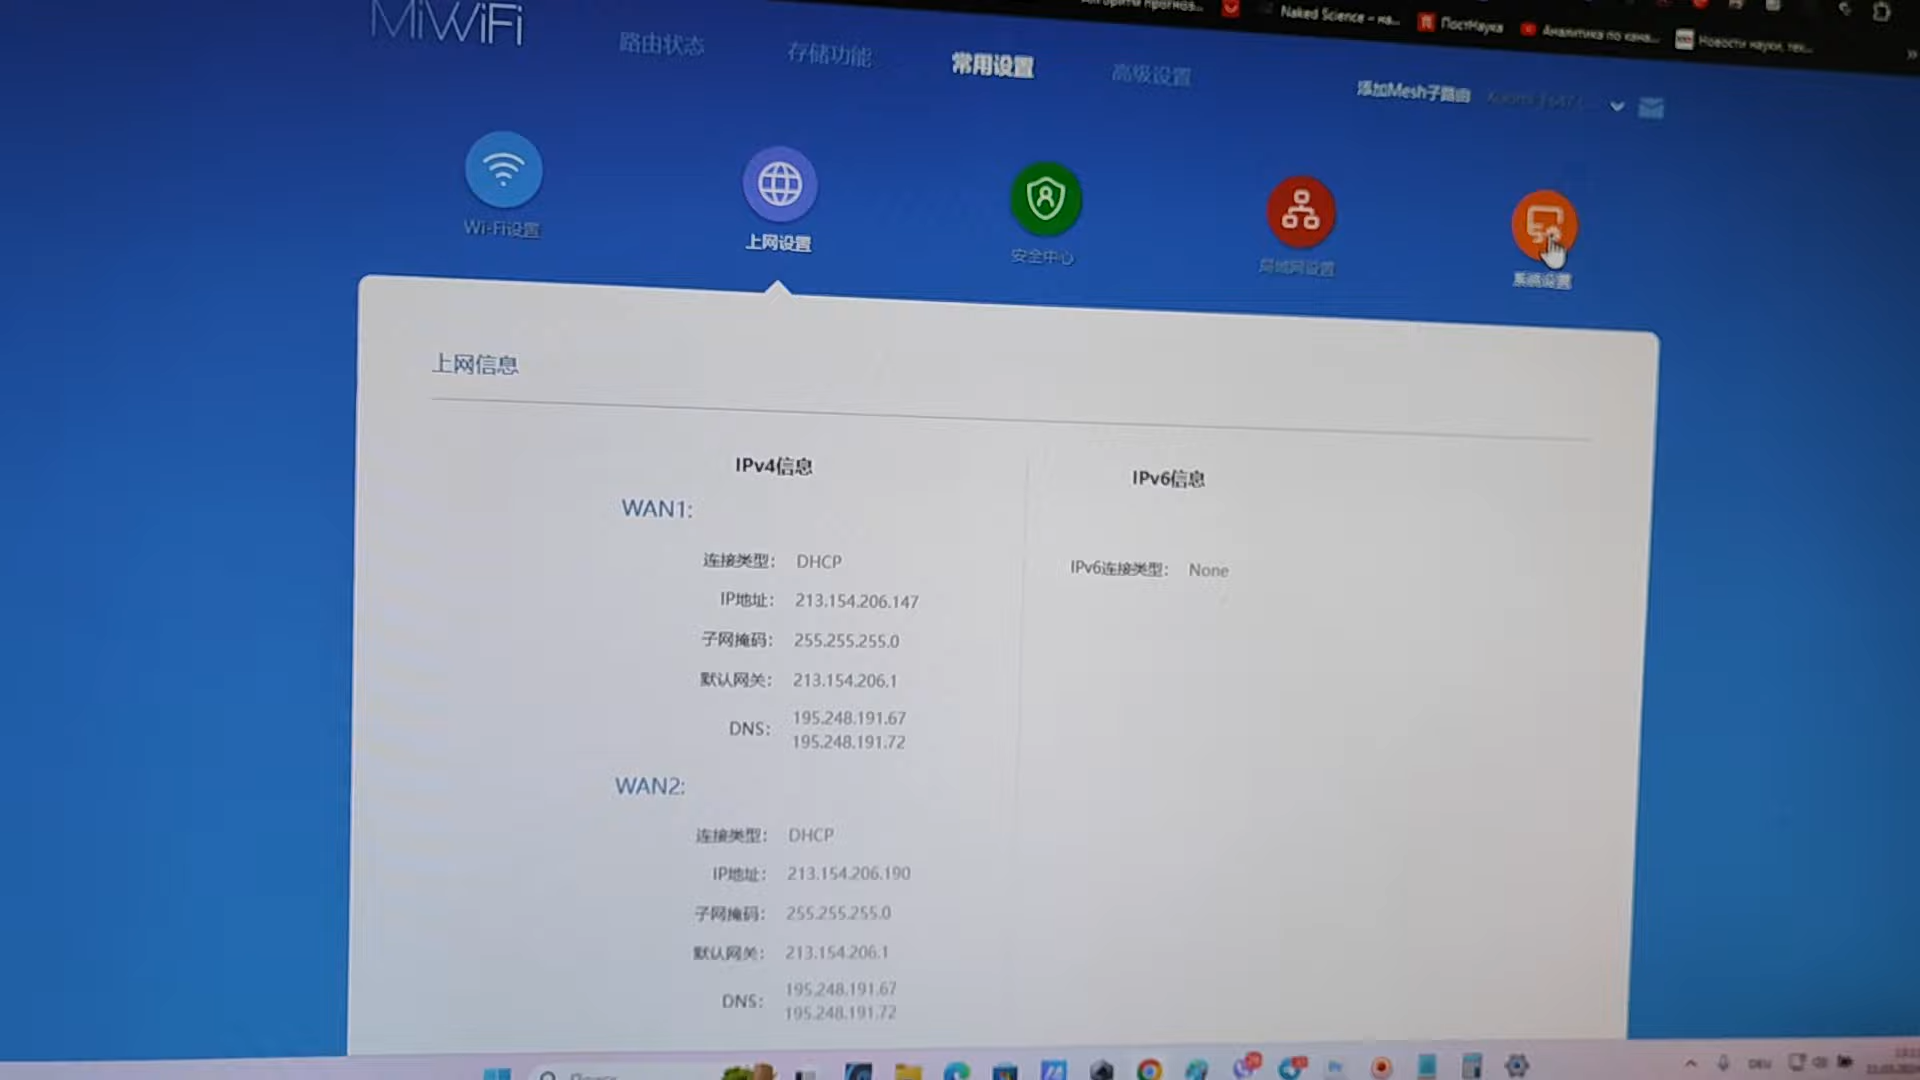 Naked Science – на...
ПостНаука
Аналитика по кана...
Новости науки, тех...
MiWiFi
路由状态
存储功能
常用设置
高级设置
添加Mesh子路由
Wi-Fi设置
上网设置
安全中心
局域网设置
系统设置
上网信息
IPv4信息
IPv6信息
WAN1:
连接类型: DHCP
IPv6连接类型: None
IP地址: 213.154.206.147
子网掩码: 255.255.255.0
默认网关: 213.154.206.1
DNS: 195.248.191.67
195.248.191.72
WAN2:
连接类型: DHCP
IP地址: 213.154.206.190
子网掩码: 255.255.255.0
默认网关: 213.154.206.1
DNS: 195.248.191.67
195.248.191.72
DEU